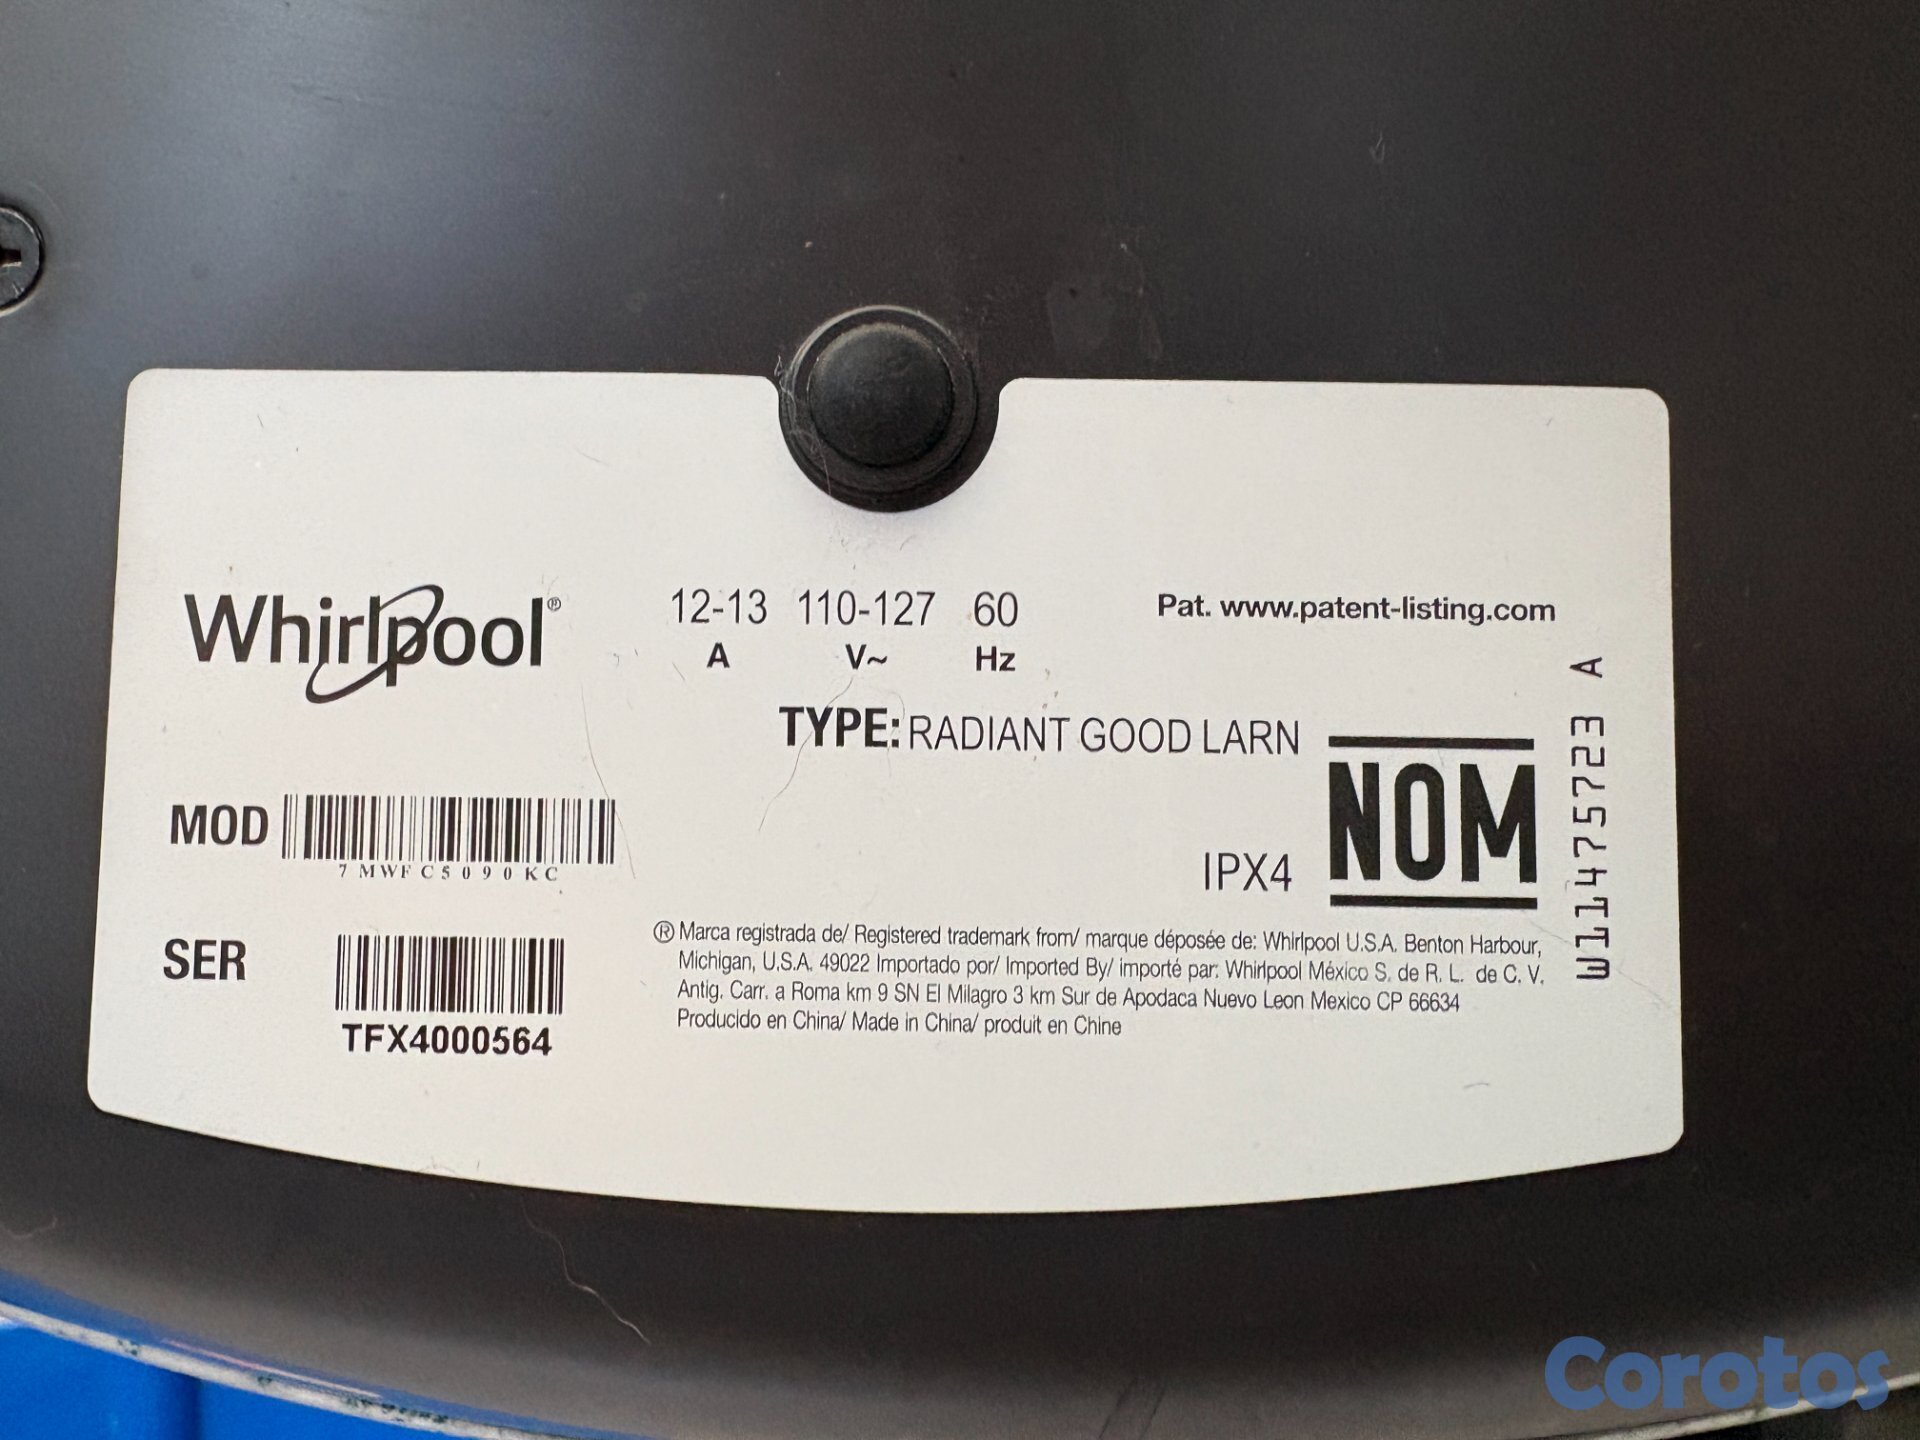 Whirlpool®
12-13 110-127 60
A V~ Hz
Pat. www.patent-listing.com
TYPE: RADIANT GOOD LARN
MOD
7MWFC5090KC
IPX4
NOM
W11475723 A
SER
TFX4000564
® Marca registrada de/ Registered trademark from/ marque déposée de: Whirlpool U.S.A. Benton Harbour,
Michigan, U.S.A. 49022 Importado por/ Imported By/ importé par: Whirlpool México S. de R. L. de C. V.
Antig. Carr. a Roma km 9 SN El Milagro 3 km Sur de Apodaca Nuevo Leon Mexico CP 66634
Producido en China/ Made in China/ produit en Chine
Corotos